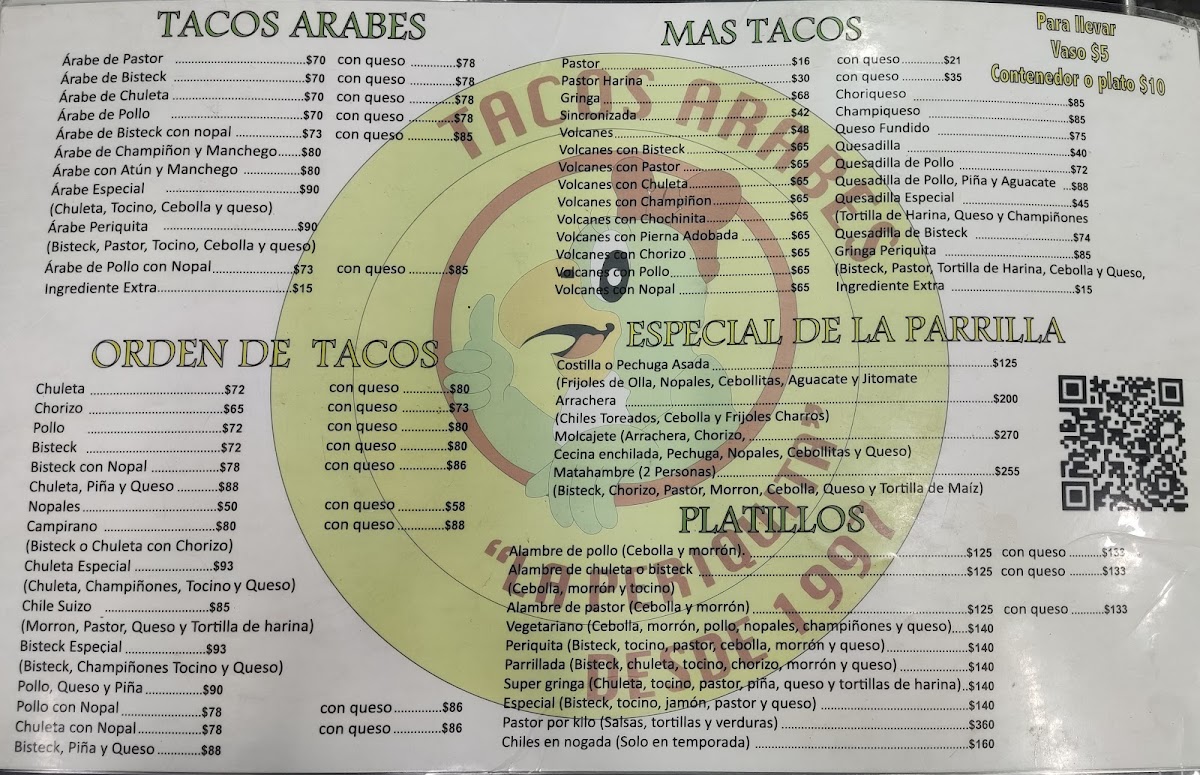 TACOS ARABES
Árabe de Pastor $70 con queso $78
Árabe de Bisteck $70 con queso $78
Árabe de Chuleta $70 con queso $78
Árabe de Pollo $70 con queso $78
Árabe de Bisteck con nopal $73 con queso $85
Árabe de Champiñon y Manchego $80
Árabe con Atún y Manchego $80
Árabe Especial $90
(Chuleta, Tocino, Cebolla y queso)
Árabe Periquita $90
(Bisteck, Pastor, Tocino, Cebolla y queso)
Árabe de Pollo con Nopal $73 con queso $85
Ingrediente Extra $15
ORDEN DE TACOS
Chuleta $72 con queso $80
Chorizo $65 con queso $73
Pollo $72 con queso $80
Bisteck $72 con queso $80
Bisteck con Nopal $78 con queso $86
Chuleta, Piña y Queso $88
Nopales $50 con queso $58
Campirano $80 con queso $88
(Bisteck o Chuleta con Chorizo)
Chuleta Especial $93
(Chuleta, Champiñones, Tocino y Queso)
Chile Suizo $85
(Morron, Pastor, Queso y Tortilla de harina)
Bisteck Especial $93
(Bisteck, Champiñones Tocino y Queso)
Pollo, Queso y Piña $90
Pollo con Nopal $78 con queso $86
Chuleta con Nopal $78 con queso $86
Bisteck, Piña y Queso $88
MAS TACOS
Pastor $16 con queso $21
Pastor Harina $30 con queso $35
Gringa $68
Sincronizada $42
Volcanes $48
Volcanes con Bisteck $65
Volcanes con Pastor $65
Volcanes con Chuleta $65
Volcanes con Champiñon $65
Volcanes con Chochinita $65
Volcanes con Pierna Adobada $65
Volcanes con Chorizo $65
Volcanes con Pollo $65
Volcanes con Nopal $65
Choriqueso $85
Champiqueso $85
Queso Fundido $75
Quesadilla $40
Quesadilla de Pollo $72
Quesadilla de Pollo, Piña y Aguacate $88
Quesadilla Especial $45
(Tortilla de Harina, Queso y Champiñones
Quesadilla de Bisteck $74
Gringa Periquita $85
(Bisteck, Pastor, Tortilla de Harina, Cebolla y Queso,
Ingrediente Extra $15
Para llevar
Vaso $5
Contenedor o plato $10
ESPECIAL DE LA PARRILLA
Costilla o Pechuga Asada $125
(Frijoles de Olla, Nopales, Cebollitas, Aguacate y Jitomate
Arrachera $200
(Chiles Toreados, Cebolla y Frijoles Charros)
Molcajete (Arrachera, Chorizo, $270
Cecina enchilada, Pechuga, Nopales, Cebollitas y Queso)
Matahambre (2 Personas) $255
(Bisteck, Chorizo, Pastor, Morron, Cebolla, Queso y Tortilla de Maíz)
PLATILLOS
Alambre de pollo (Cebolla y morrón). $125 con queso $133
Alambre de chuleta o bisteck $125 con queso $133
(Cebolla, morrón y tocino)
Alambre de pastor (Cebolla y morrón) $125 con queso $133
Vegetariano (Cebolla, morrón, pollo, nopales, champiñones y queso) $140
Periquita (Bisteck, tocino, pastor, cebolla, morrón y queso) $140
Parrillada (Bisteck, chuleta, tocino, chorizo, morrón y queso) $140
Super gringa (Chuleta, tocino, pastor, piña, queso y tortillas de harina) $140
Especial (Bisteck, tocino, jamón, pastor y queso) $140
Pastor por kilo (Salsas, tortillas y verduras) $360
Chiles en nogada (Solo en temporada) $160
TACOS ARABES
"LA PERIQUITA"
DESDE 1997